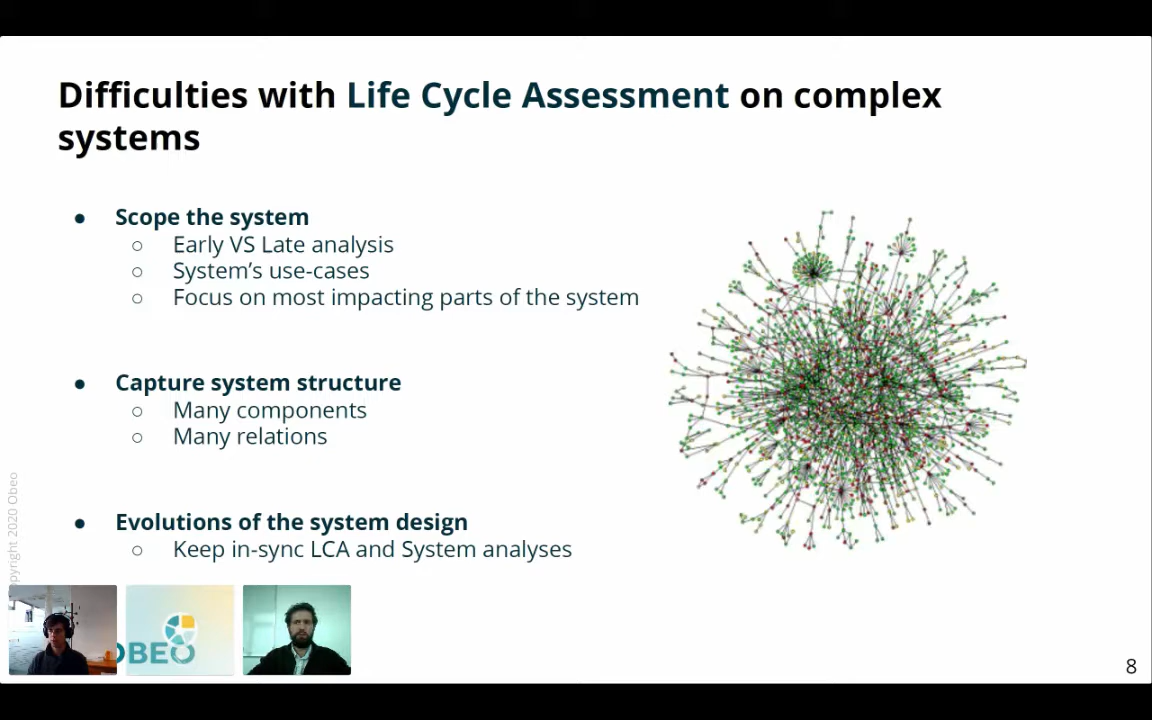 Difficulties with Life Cycle Assessment on complex
systems
● Scope the system
○ Early VS Late analysis
○ System’s use-cases
○ Focus on most impacting parts of the system
● Capture system structure
○ Many components
○ Many relations
● Evolutions of the system design
○ Keep in-sync LCA and System analyses
opyright 2020 Obeo
OBEO
8